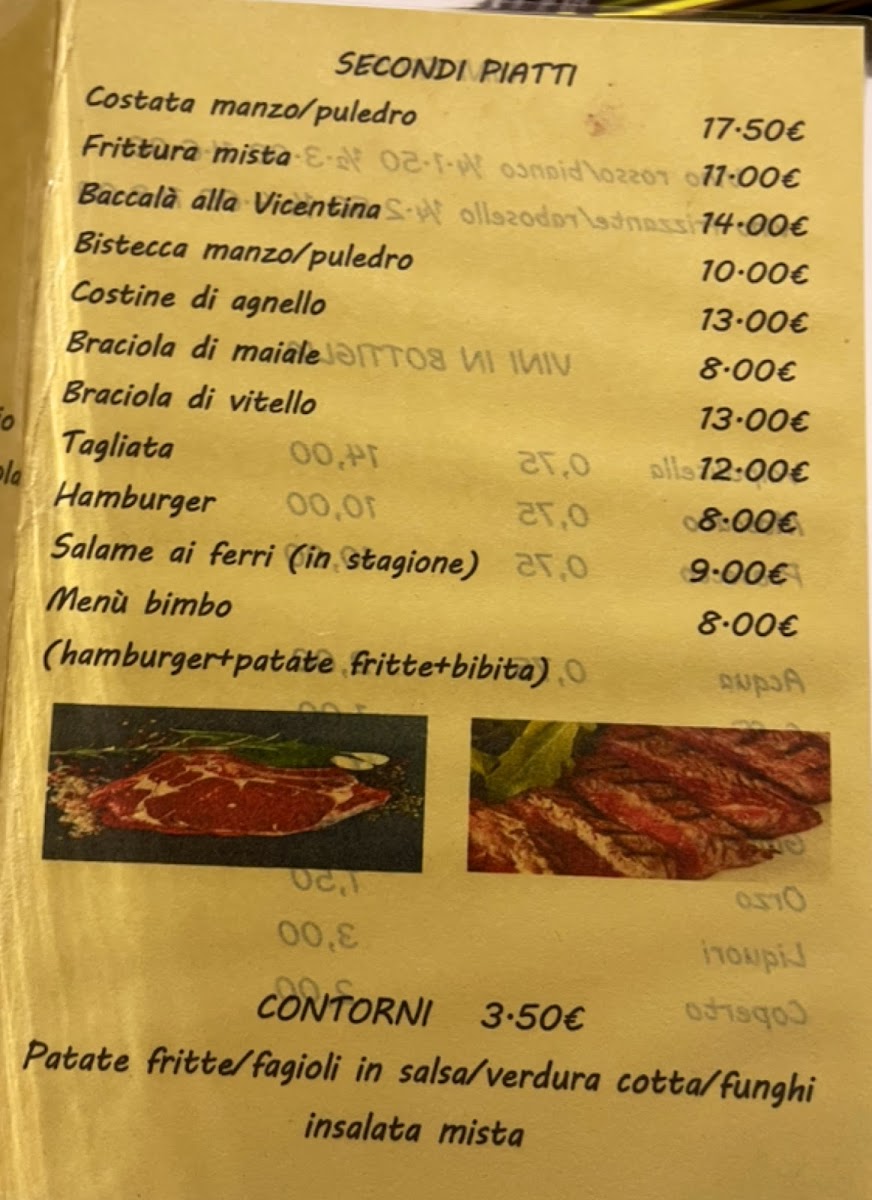 SECONDI PIATTI
Costata manzo/puledro 17.50€
Frittura mista 11.00€
Baccalà alla Vicentina 14.00€
Bistecca manzo/puledro 10.00€
Costine di agnello 13.00€
Braciola di maiale 8.00€
Braciola di vitello 13.00€
Tagliata 12.00€
Hamburger 8.00€
Salame ai ferri (in stagione) 9.00€
Menù bimbo 8.00€
(hamburger+patate fritte+bibita)
CONTORNI 3.50€
Patate fritte/fagioli in salsa/verdura cotta/funghi
insalata mista